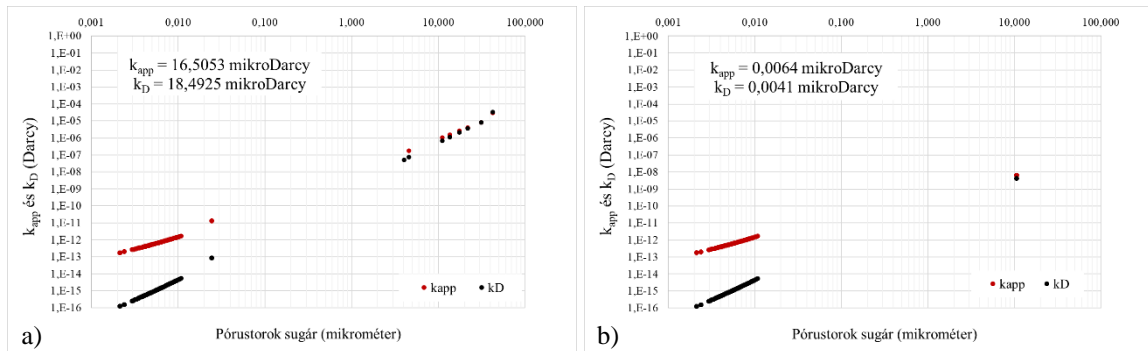 0,001 0,010 0,100 1,000 10,000 100,000
1,E+00
1,E-01
1,E-02
1,E-03
1,E-04
1,E-05
1,E-06
1,E-07
1,E-08
1,E-09
1,E-10
1,E-11
1,E-12
1,E-13
1,E-14
1,E-15
1,E-16
kapp és kD (Darcy)
kapp = 16,5053 mikroDarcy
kD = 18,4925 mikroDarcy
kapp kD
a)
Pórustorok sugár (mikrométer)
0,001 0,010 0,100 1,000 10,000 100,000
1,E+00
1,E-01
1,E-02
1,E-03
1,E-04
1,E-05
1,E-06
1,E-07
1,E-08
1,E-09
1,E-10
1,E-11
1,E-12
1,E-13
1,E-14
1,E-15
1,E-16
kapp és kD (Darcy)
kapp = 0,0064 mikroDarcy
kD = 0,0041 mikroDarcy
kapp kD
b)
Pórustorok sugár (mikrométer)